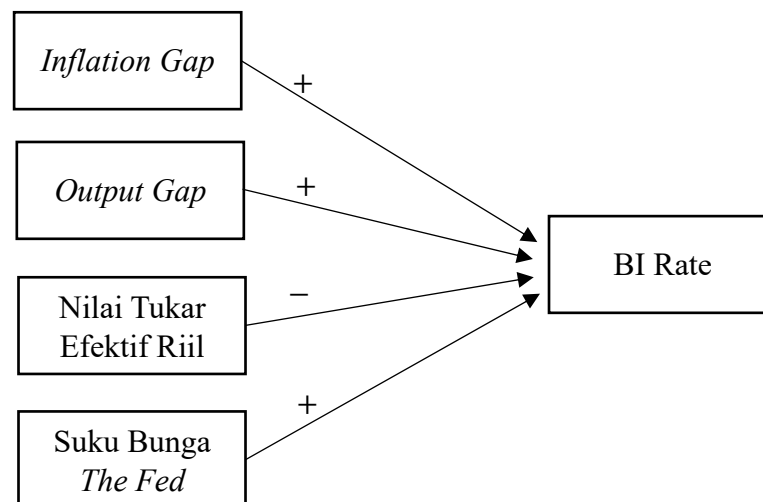 Inflation Gap
+
Output Gap
+
BI Rate
Nilai Tukar
Efektif Riil
–
Suku Bunga
The Fed
+